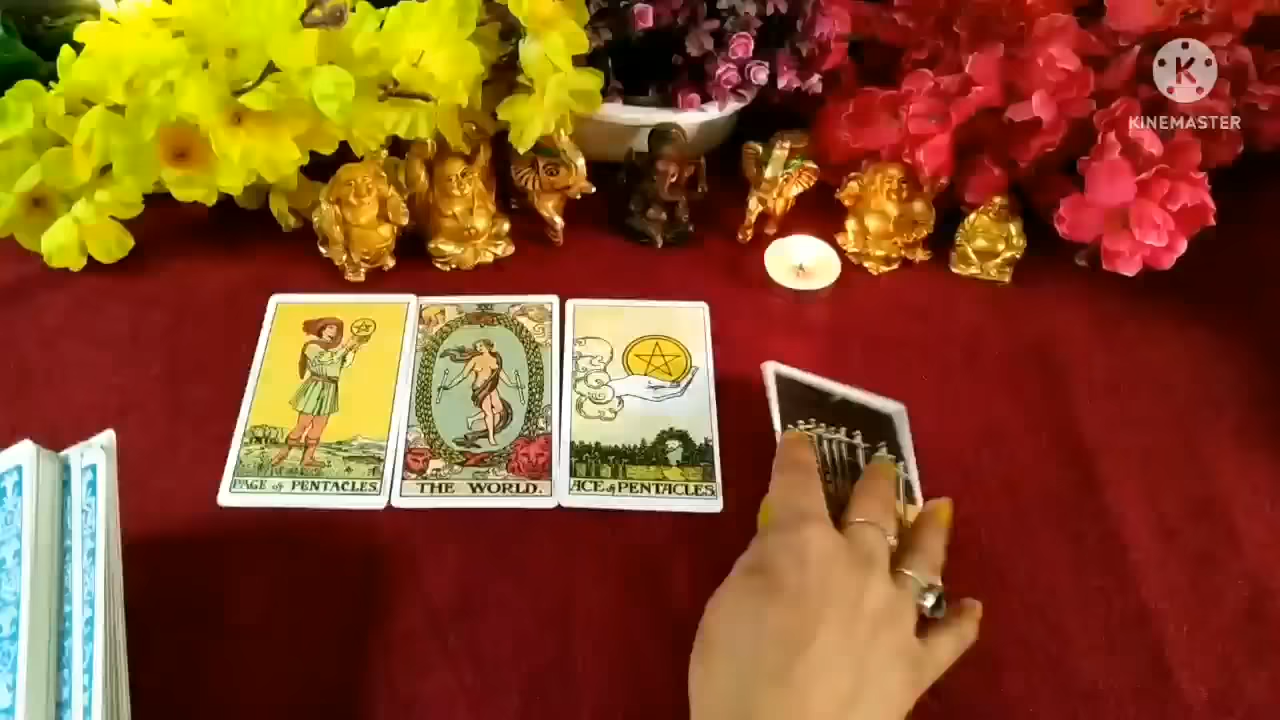 K
KINEMASTER
PAGE of PENTACLES.
THE WORLD.
ACE of PENTACLES.